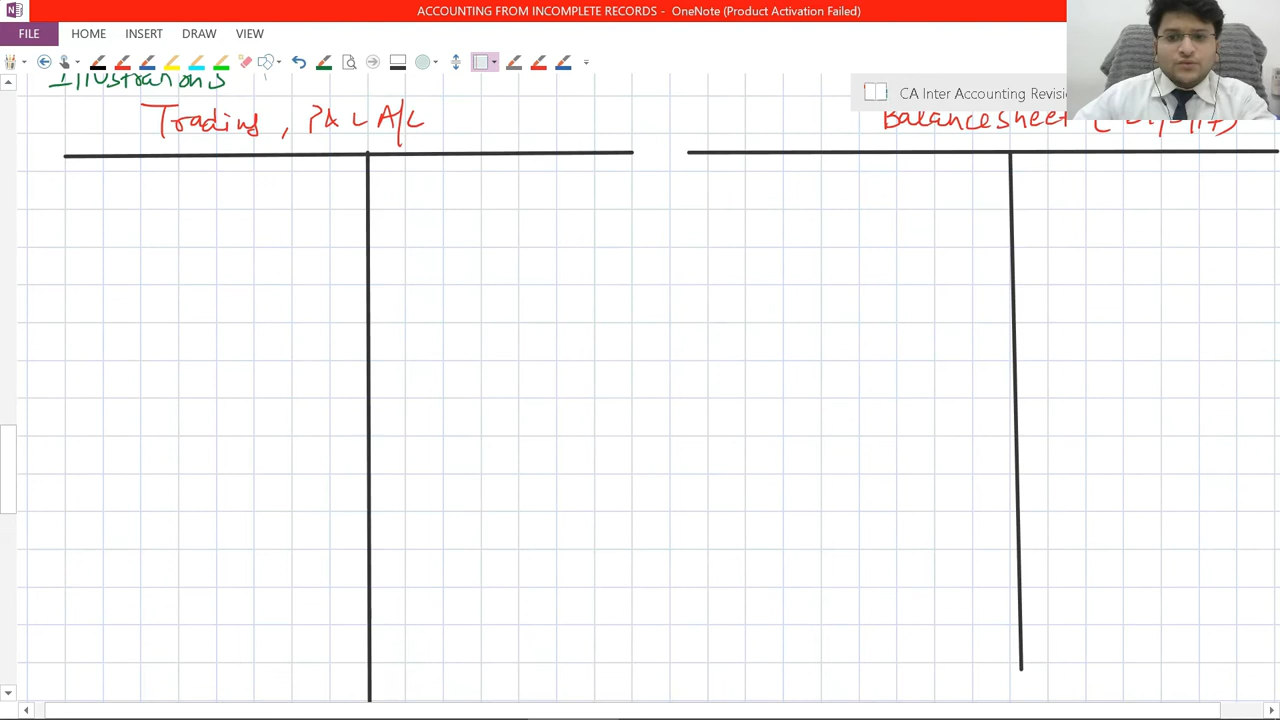 ACCOUNTING FROM INCOMPLETE RECORDS - OneNote (Product Activation Failed)
FILE HOME INSERT DRAW VIEW
Illustrations
CA Inter Accounting Revisi
Trading, P& L A/c
Balancesheet